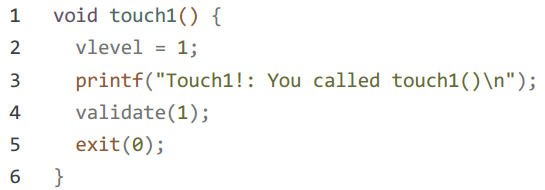 1 void touch1() {
2   vlevel = 1;
3   printf("Touch1!: You called touch1()\n");
4   validate(1);
5   exit(0);
6 }